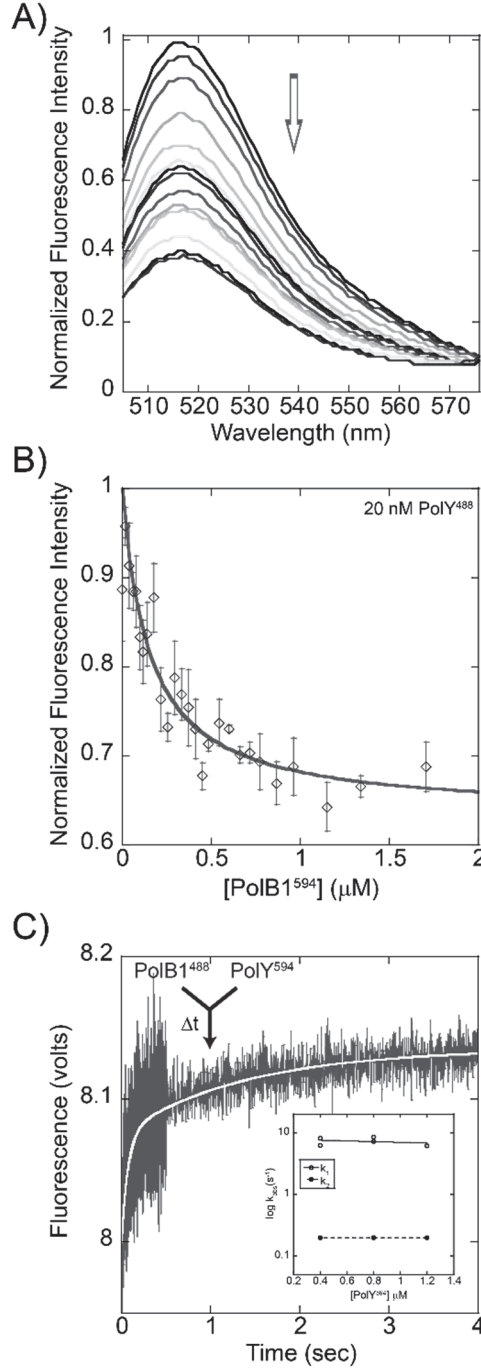 A)
Normalized Fluorescence Intensity
1
0.8
0.6
0.4
0.2
0
510 520 530 540 550 560 570
Wavelength (nm)
B)
Normalized Fluorescence Intensity
1
0.9
0.8
0.7
0.6
20 nM PolY⁴⁸⁸
0 0.5 1 1.5 2
[PolB1⁵⁹⁴] (μM)
C)
Fluorescence (volts)
8.2
8.1
8
PolB1⁴⁸⁸ PolY⁵⁹⁴
Δt
log k_obs (s⁻¹)
10
1
0.1
k₁
k₂
0.2 0.4 0.6 0.8 1 1.2 1.4
[PolY⁵⁹⁴] μM
0 1 2 3 4
Time (sec)